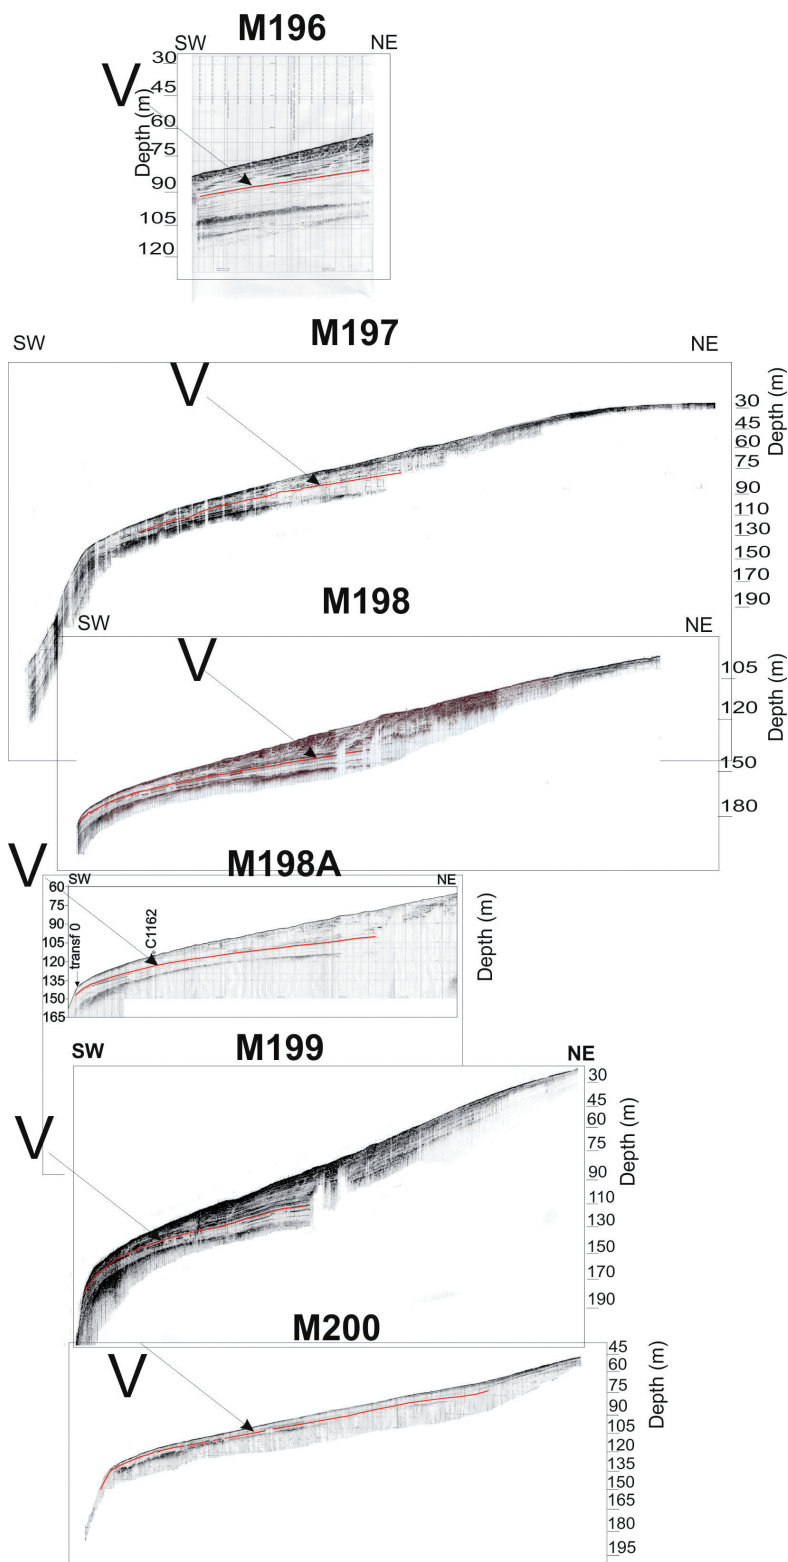 M196
SW
NE
V
Depth (m)
30
45
60
75
90
105
120
M197
SW
NE
V
Depth (m)
30
45
60
75
90
110
130
150
170
190
M198
SW
NE
V
Depth (m)
105
120
150
180
M198A
SW
NE
V
Depth (m)
60
75
90
105
120
135
150
165
transf 0
C1162
M199
SW
NE
V
Depth (m)
30
45
60
75
90
110
130
150
170
190
M200
V
Depth (m)
45
60
75
90
105
120
135
150
165
180
195